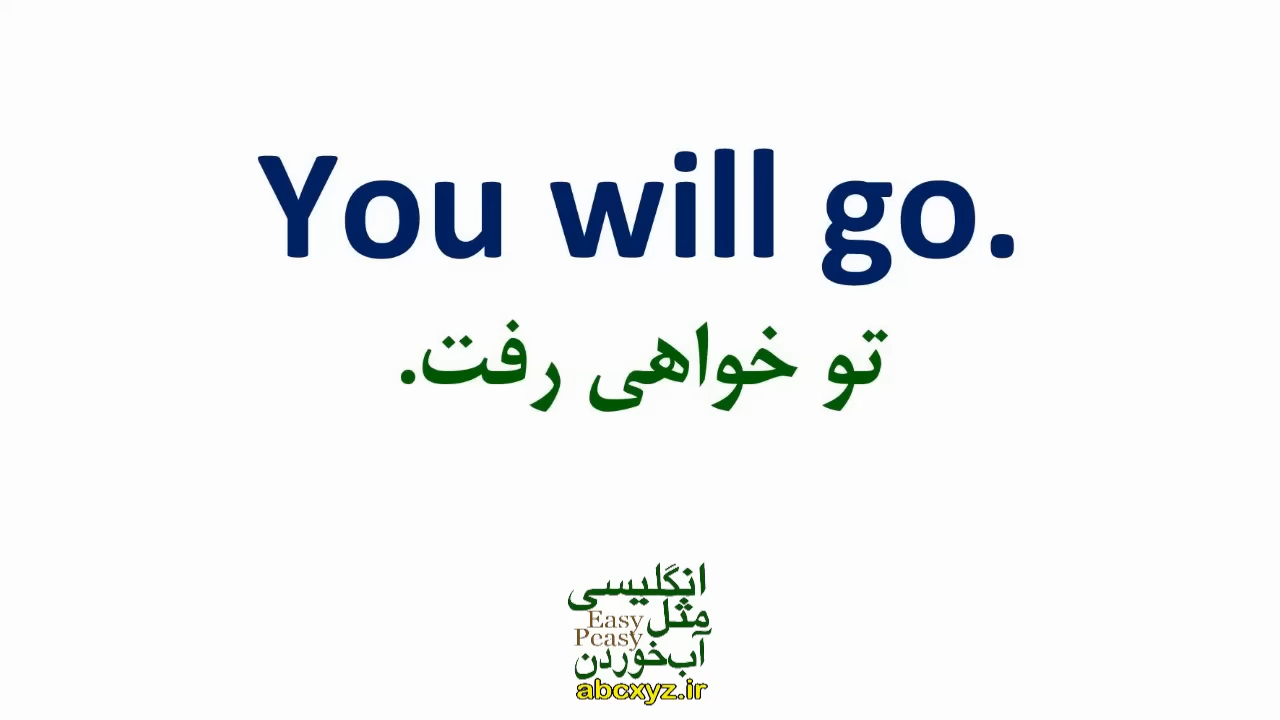 You will go.
تو خواهی رفت.
انگلیسی
مثل
Easy
Peasy
آب‌خوردن
abcxyz.ir